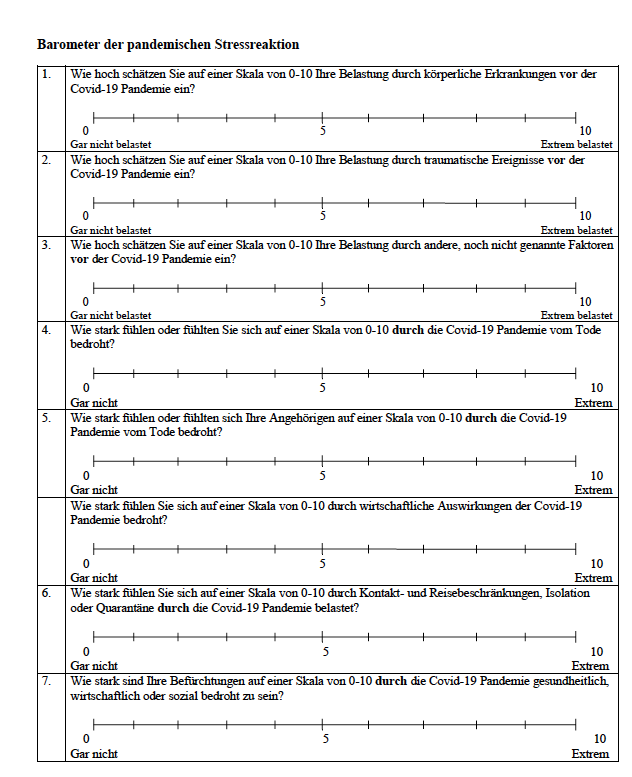 Barometer der pandemischen Stressreaktion
1. Wie hoch schätzen Sie auf einer Skala von 0-10 Ihre Belastung durch körperliche Erkrankungen vor der
Covid-19 Pandemie ein?
0 5 10
Gar nicht belastet Extrem belastet
2. Wie hoch schätzen Sie auf einer Skala von 0-10 Ihre Belastung durch traumatische Ereignisse vor der
Covid-19 Pandemie ein?
0 5 10
Gar nicht belastet Extrem belastet
3. Wie hoch schätzen Sie auf einer Skala von 0-10 Ihre Belastung durch andere, noch nicht genannte Faktoren
vor der Covid-19 Pandemie ein?
0 5 10
Gar nicht belastet Extrem belastet
4. Wie stark fühlen oder fühlten Sie sich auf einer Skala von 0-10 durch die Covid-19 Pandemie vom Tode
bedroht?
0 5 10
Gar nicht Extrem
5. Wie stark fühlen oder fühlten sich Ihre Angehörigen auf einer Skala von 0-10 durch die Covid-19
Pandemie vom Tode bedroht?
0 5 10
Gar nicht Extrem
Wie stark fühlen Sie sich auf einer Skala von 0-10 durch wirtschaftliche Auswirkungen der Covid-19
Pandemie bedroht?
0 5 10
Gar nicht Extrem
6. Wie stark fühlen Sie sich auf einer Skala von 0-10 durch Kontakt- und Reisebeschränkungen, Isolation
oder Quarantäne durch die Covid-19 Pandemie belastet?
0 5 10
Gar nicht Extrem
7. Wie stark sind Ihre Befürchtungen auf einer Skala von 0-10 durch die Covid-19 Pandemie gesundheitlich,
wirtschaftlich oder sozial bedroht zu sein?
0 5 10
Gar nicht Extrem